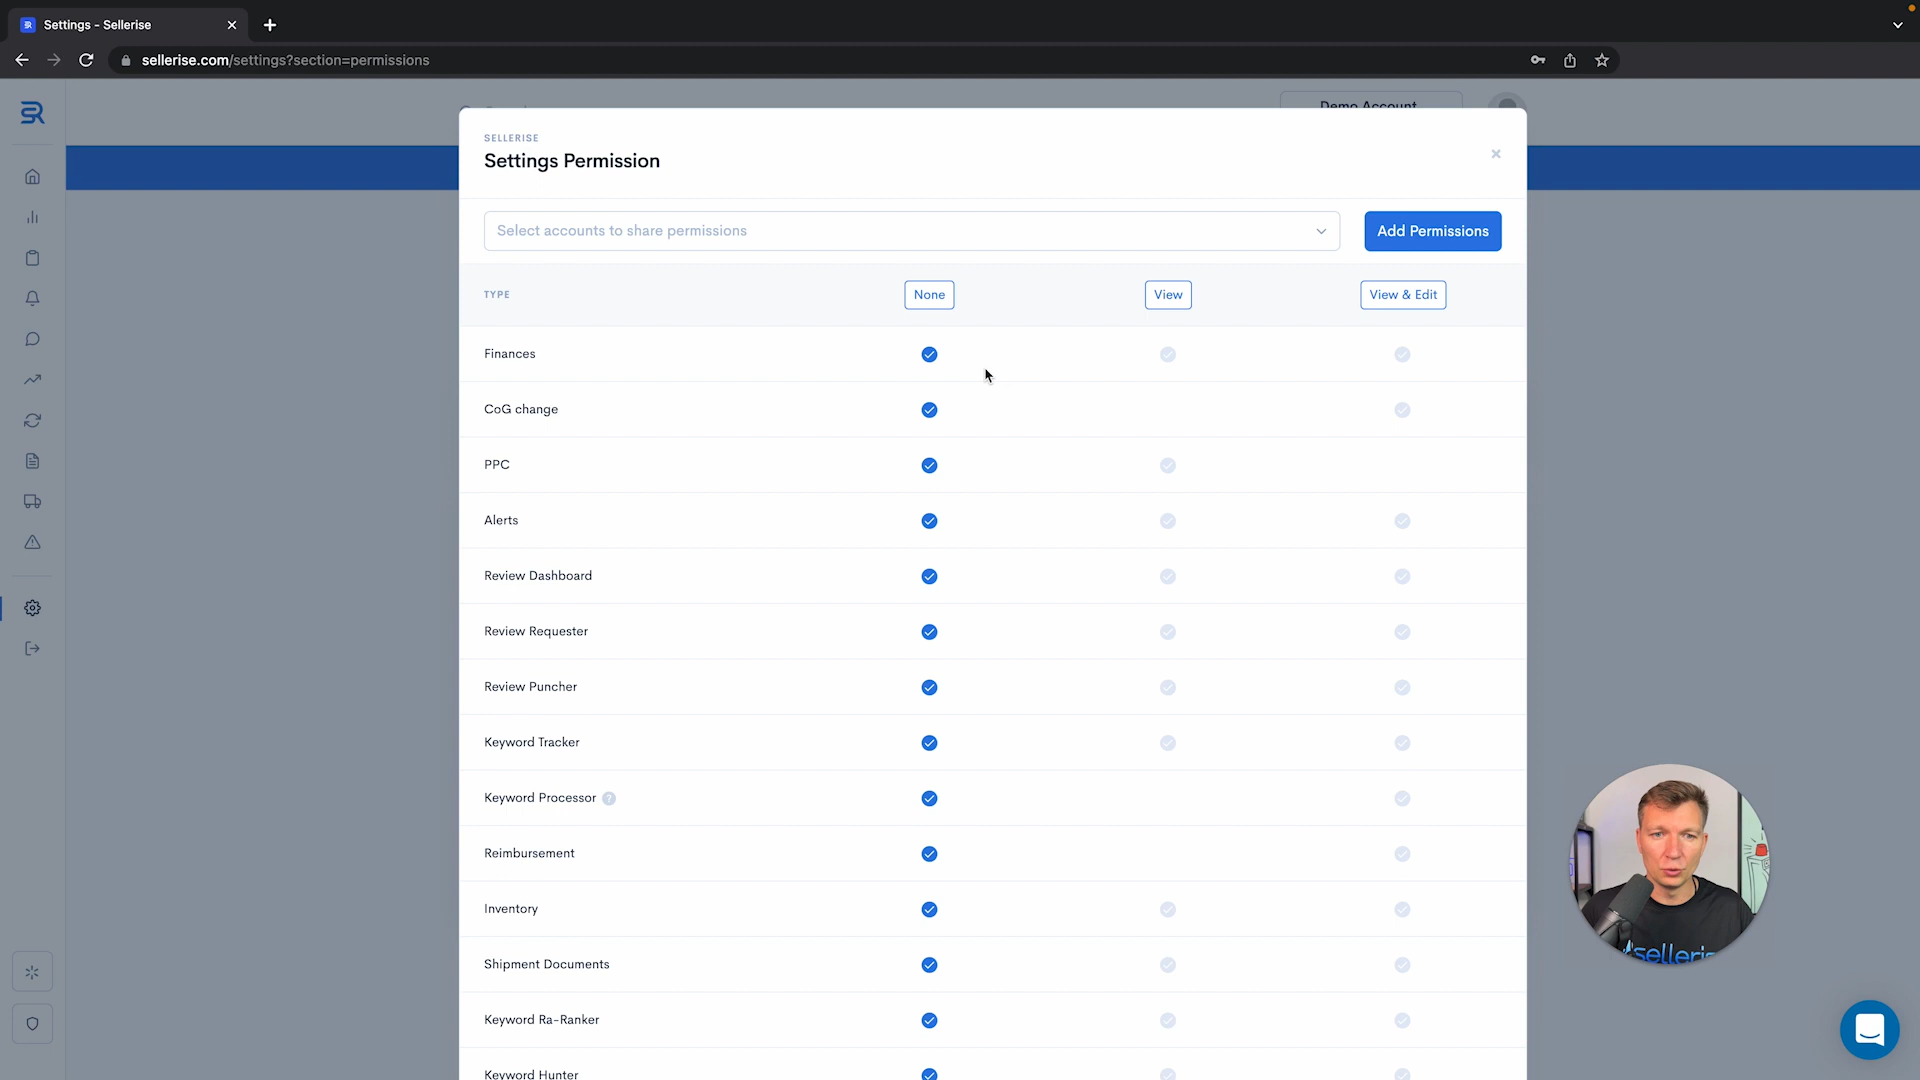 Settings - Sellerise
sellerise.com/settings?section=permissions
Demo Account
SELLERISE
Settings Permission
Select accounts to share permissions
Add Permissions
TYPE
None
View
View & Edit
Finances
CoG change
PPC
Alerts
Review Dashboard
Review Requester
Review Puncher
Keyword Tracker
Keyword Processor ?
Reimbursement
Inventory
Shipment Documents
Keyword Ra-Ranker
Keyword Hunter